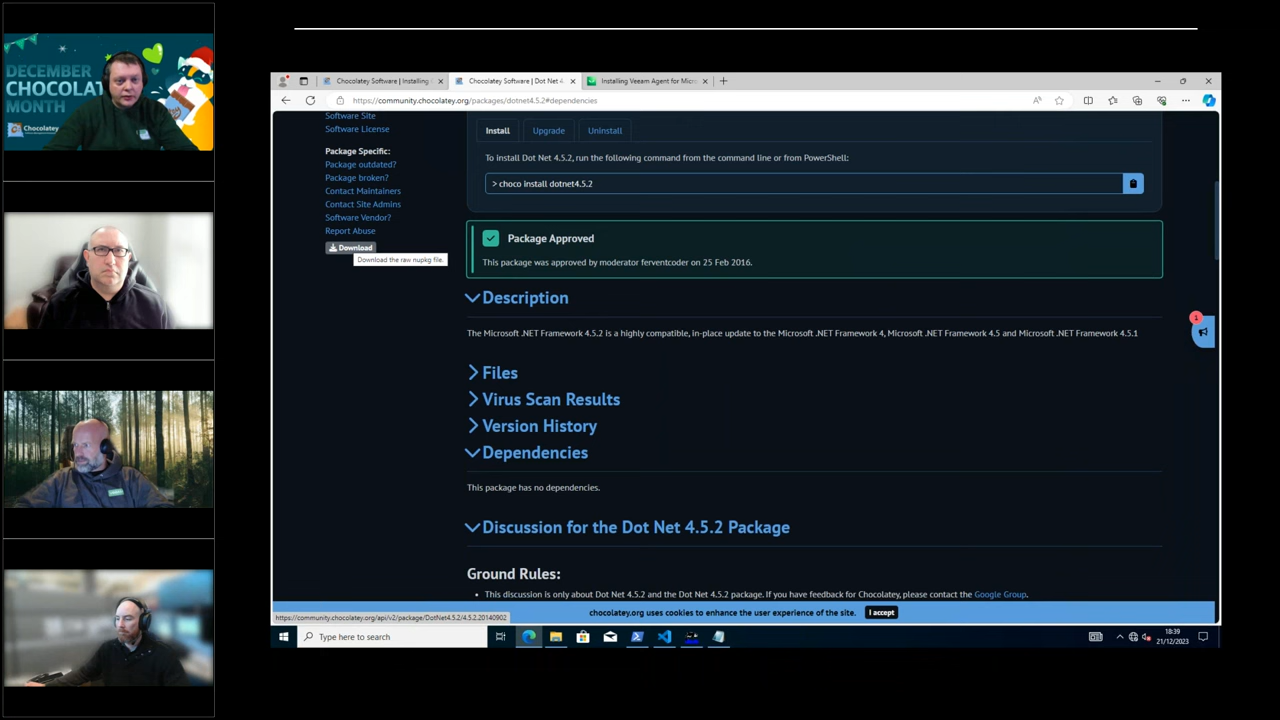 DECEMBER
CHOCOLAT
MONTH
Chocolatey
Chocolatey Software | Installing C
Chocolatey Software | Dot Net 4.
Installing Veeam Agent for Micr
https://community.chocolatey.org/packages/dotnet4.5.2#dependencies
Software Site
Software License
Package Specific:
Package outdated?
Package broken?
Contact Maintainers
Contact Site Admins
Software Vendor?
Report Abuse
Download
Download the raw nupkg file.
Install
Upgrade
Uninstall
To install Dot Net 4.5.2, run the following command from the command line or from PowerShell:
> choco install dotnet4.5.2
Package Approved
This package was approved by moderator ferventcoder on 25 Feb 2016.
Description
The Microsoft .NET Framework 4.5.2 is a highly compatible, in-place update to the Microsoft .NET Framework 4, Microsoft .NET Framework 4.5 and Microsoft .NET Framework 4.5.1
1
Files
Virus Scan Results
Version History
Dependencies
This package has no dependencies.
Discussion for the Dot Net 4.5.2 Package
Ground Rules:
• This discussion is only about Dot Net 4.5.2 and the Dot Net 4.5.2 package. If you have feedback for Chocolatey, please contact the Google Group.
chocolatey.org uses cookies to enhance the user experience of the site.
I accept
https://community.chocolatey.org/api/v2/package/DotNet4.5.2/4.5.2.20140902
Type here to search
18:39
21/12/2023